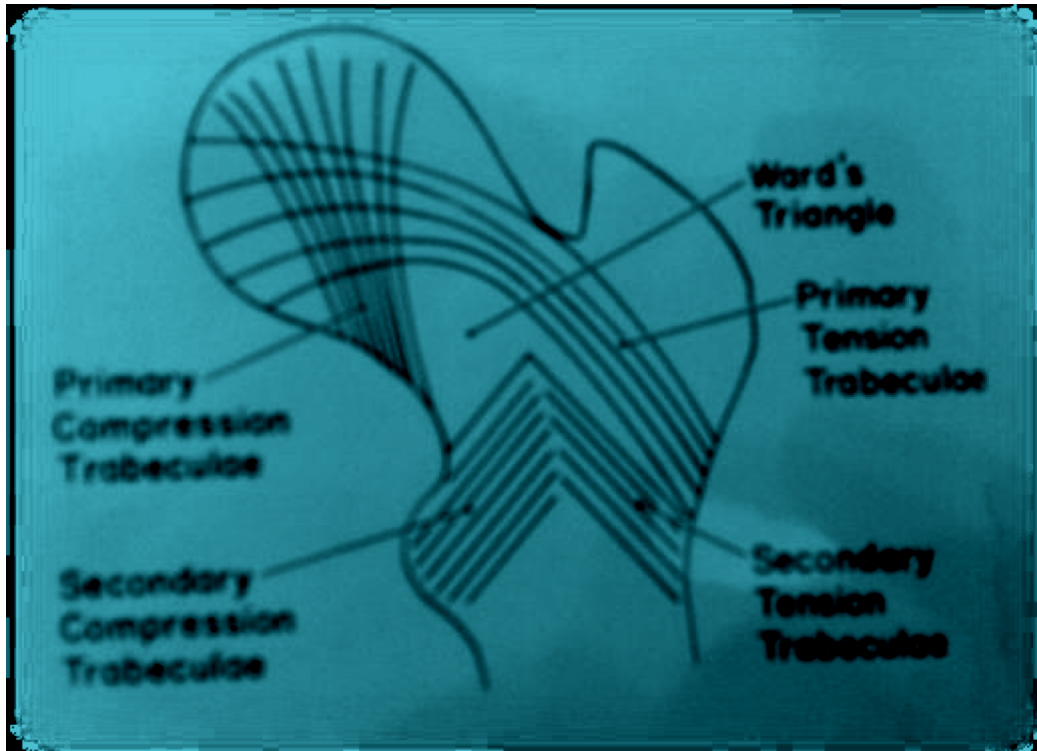 Ward's
Triangle
Primary
Tension
Trabeculae
Primary
Compression
Trabeculae
Secondary
Compression
Trabeculae
Secondary
Tension
Trabeculae